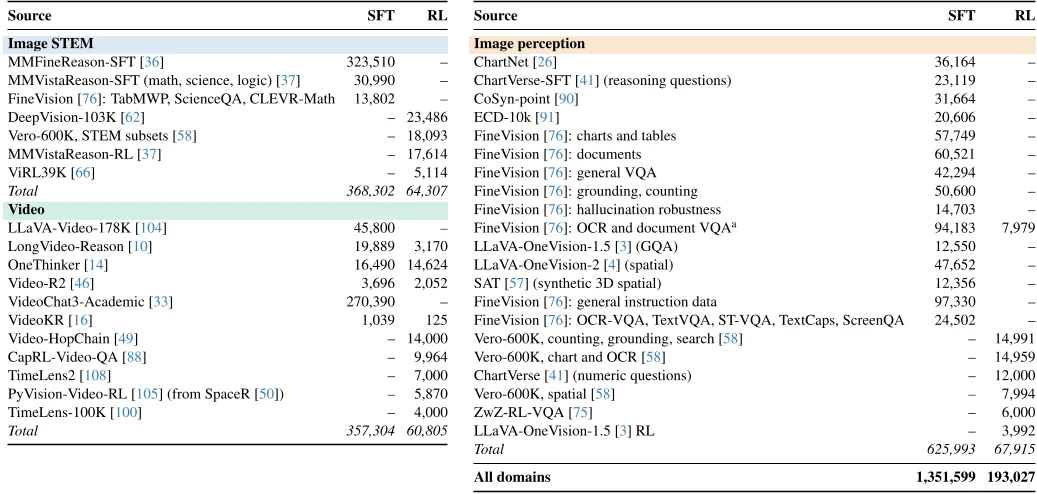 Source SFT RL
Image STEM
MMFineReason-SFT [36] 323,510 –
MMVistaReason-SFT (math, science, logic) [37] 30,990 –
FineVision [76]: TabMWP, ScienceQA, CLEVR-Math 13,802 –
DeepVision-103K [62] – 23,486
Vero-600K, STEM subsets [58] – 18,093
MMVistaReason-RL [37] – 17,614
ViRL39K [66] – 5,114
Total 368,302 64,307
Video
LLaVA-Video-178K [104] 45,800 –
LongVideo-Reason [10] 19,889 3,170
OneThinker [14] 16,490 14,624
Video-R2 [46] 3,696 2,052
VideoChat3-Academic [33] 270,390 –
VideoKR [16] 1,039 125
Video-HopChain [49] – 14,000
CapRL-Video-QA [88] – 9,964
TimeLens2 [108] – 7,000
PyVision-Video-RL [105] (from SpaceR [50]) – 5,870
TimeLens-100K [100] – 4,000
Total 357,304 60,805
Source SFT RL
Image perception
ChartNet [26] 36,164 –
ChartVerse-SFT [41] (reasoning questions) 23,119 –
CoSyn-point [90] 31,664 –
ECD-10k [91] 20,606 –
FineVision [76]: charts and tables 57,749 –
FineVision [76]: documents 60,521 –
FineVision [76]: general VQA 42,294 –
FineVision [76]: grounding, counting 50,600 –
FineVision [76]: hallucination robustness 14,703 –
FineVision [76]: OCR and document VQAᵃ 94,183 7,979
LLaVA-OneVision-1.5 [3] (GQA) 12,550 –
LLaVA-OneVision-2 [4] (spatial) 47,652 –
SAT [57] (synthetic 3D spatial) 12,356 –
FineVision [76]: general instruction data 97,330 –
FineVision [76]: OCR-VQA, TextVQA, ST-VQA, TextCaps, ScreenQA 24,502 –
Vero-600K, counting, grounding, search [58] – 14,991
Vero-600K, chart and OCR [58] – 14,959
ChartVerse [41] (numeric questions) – 12,000
Vero-600K, spatial [58] – 7,994
ZwZ-RL-VQA [75] – 6,000
LLaVA-OneVision-1.5 [3] RL – 3,992
Total 625,993 67,915
All domains 1,351,599 193,027